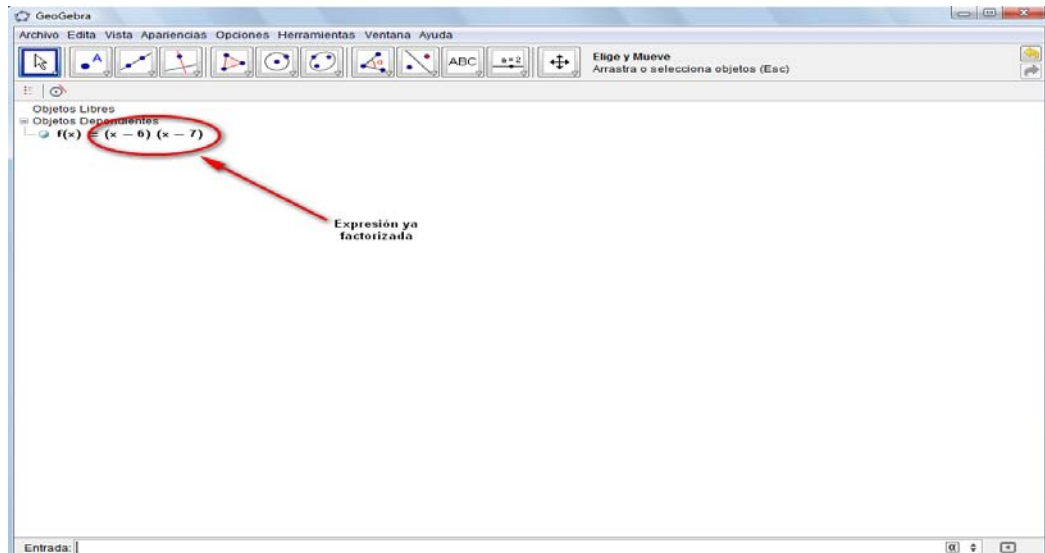 GeoGebra
Archivo Edita Vista Apariencias Opciones Herramientas Ventana Ayuda
A
α
ABC
a=2
Elige y Mueve
Arrastra o selecciona objetos (Esc)
Objetos Libres
Objetos Dependientes
f(x) = (x − 6) (x − 7)
Expresión ya
factorizada
Entrada:
α